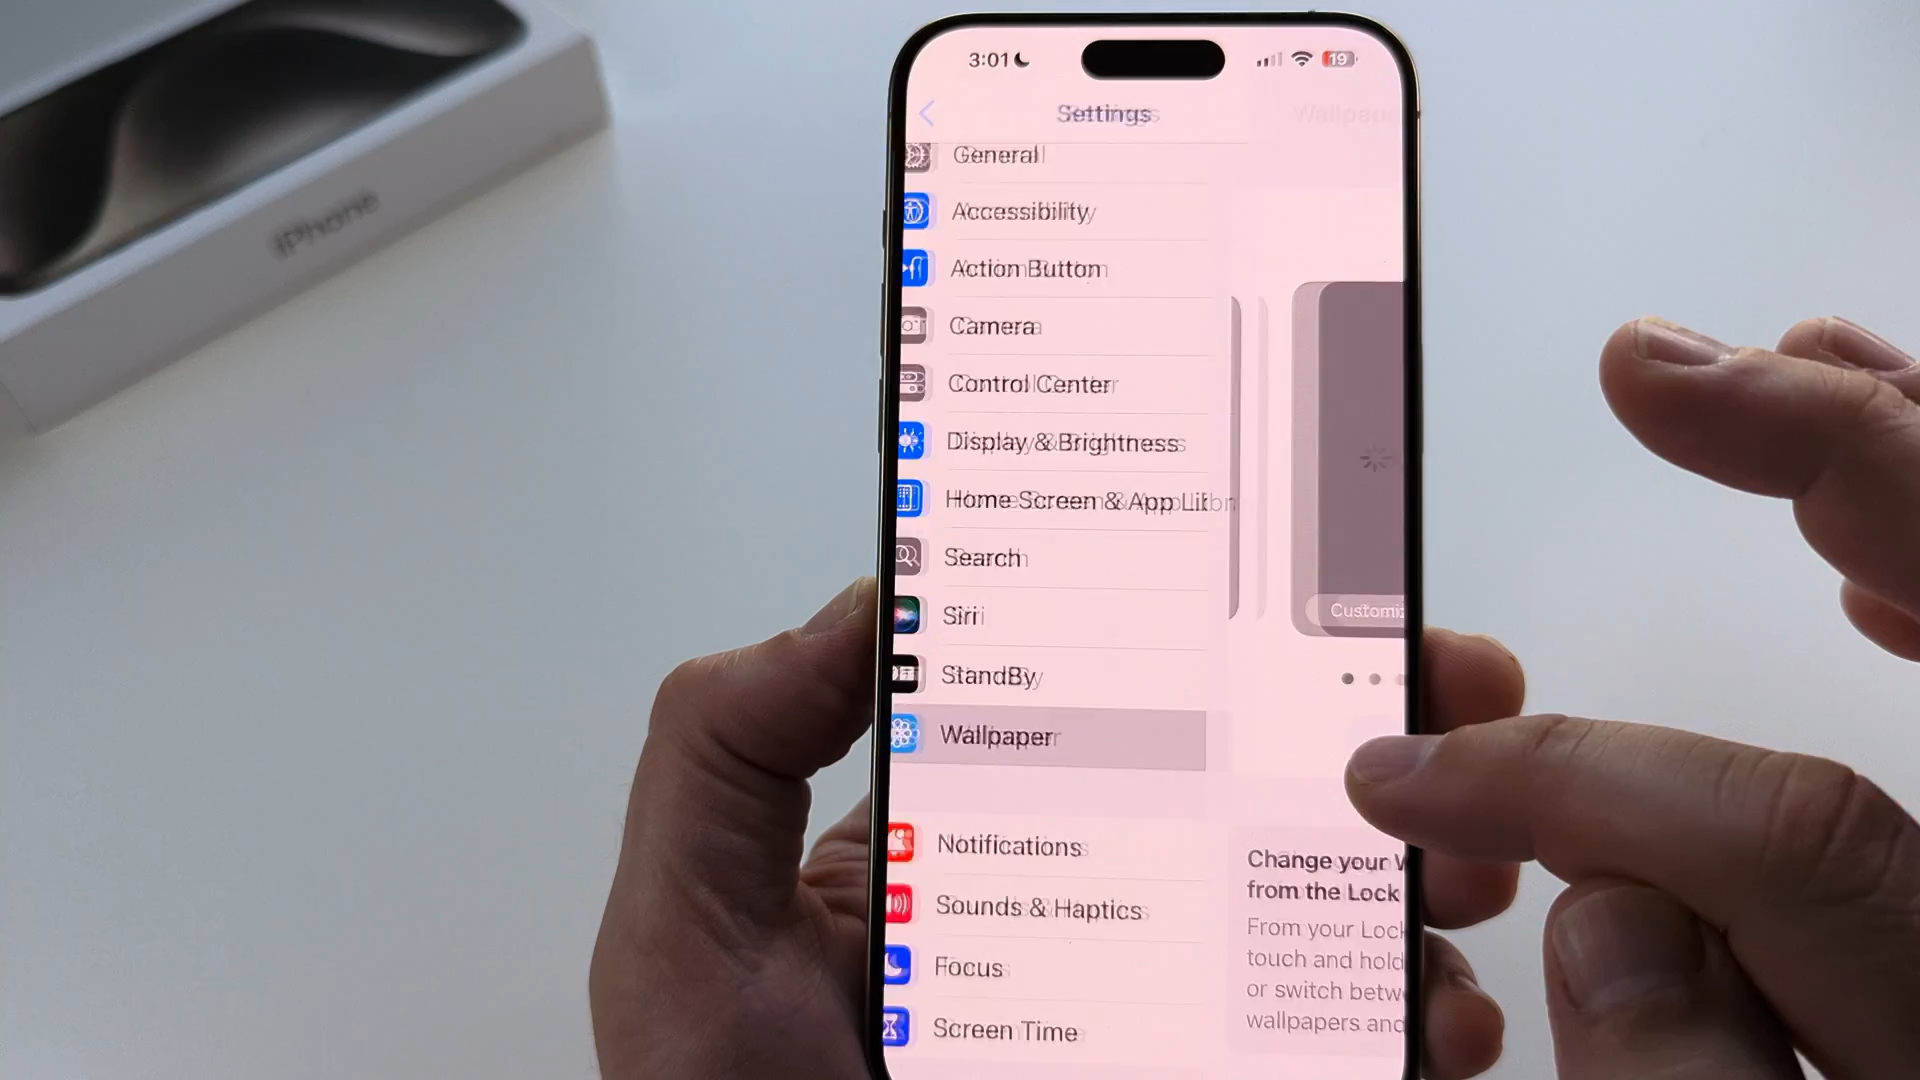 iPhone
3:01
19
Settings
Wallpape
General
Accessibility
Action Button
Camera
Control Center
Display & Brightness
Home Screen & App Lib
Search
Siri
Customiz
StandBy
Wallpaper
Notifications
Change your W
from the Lock
Sounds & Haptics
From your Lock
touch and hold
Focus
or switch betw
wallpapers and
Screen Time